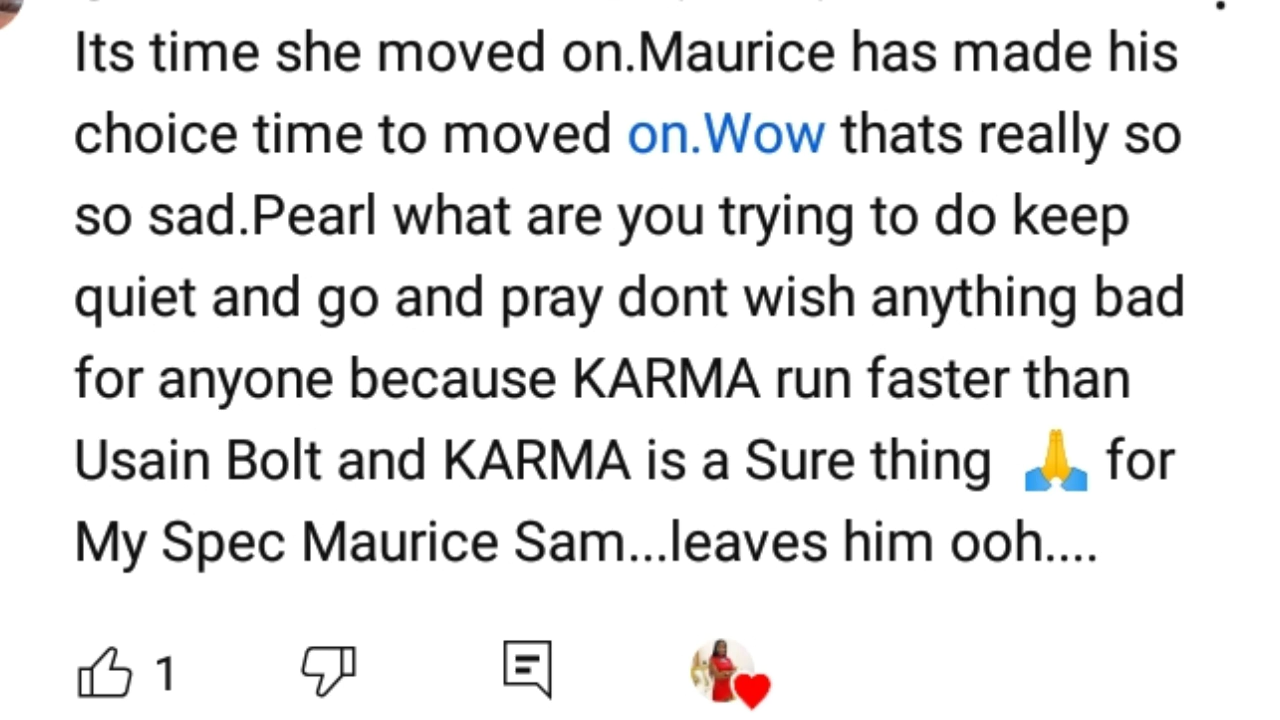 Its time she moved on.Maurice has made his
choice time to moved on.Wow thats really so
so sad.Pearl what are you trying to do keep
quiet and go and pray dont wish anything bad
for anyone because KARMA run faster than
Usain Bolt and KARMA is a Sure thing 🙏 for
My Spec Maurice Sam...leaves him ooh....
1